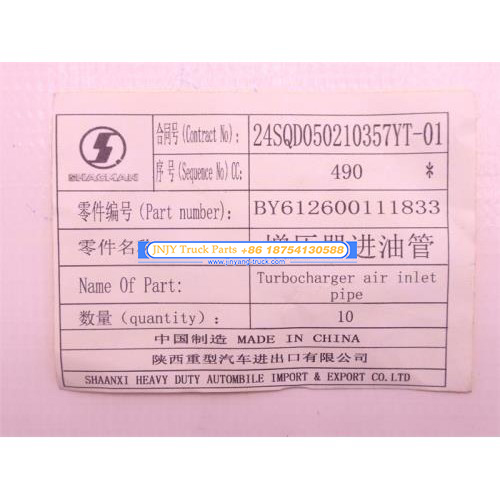 合同号(Contract No): 24SQD050210357YT-01
SHACMAN
序号(Sequence No)CC: 490 *
零件编号(Part number): BY612600111833
零件名称 增压器进油管
INJY Truck Parts +86 18754130588
www.jinyang-truck.com
Name Of Part: Turbocharger air inlet
pipe
数量(quantity): 10
中国制造 MADE IN CHINA
陕西重型汽车进出口有限公司
SHAANXI HEAVY DUTY AUTOMBILE IMPORT & EXPORT CO.LTD